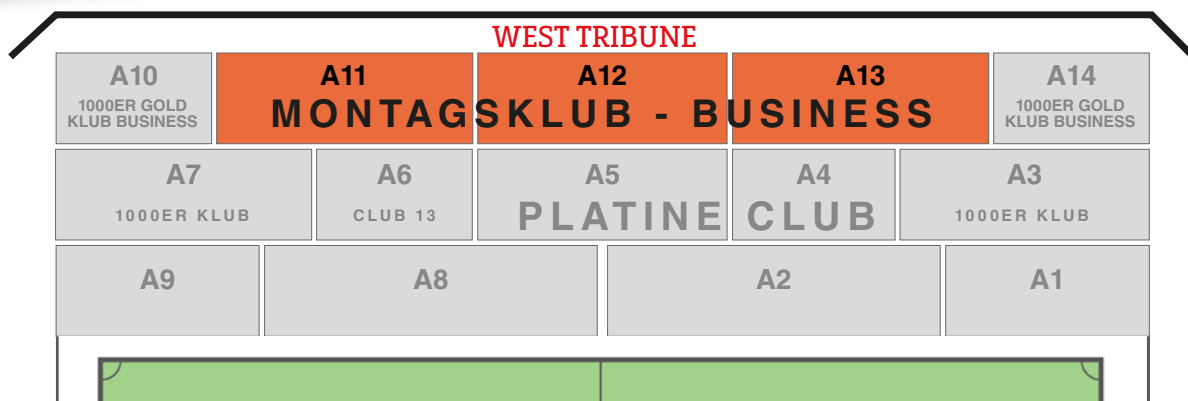 WEST TRIBUNE
A10 A11 A12 A13 A14
1000ER GOLD
KLUB BUSINESS
MONTAGSKLUB - BUSINESS
1000ER GOLD
KLUB BUSINESS
A7 A6 A5 A4 A3
1000ER KLUB CLUB 13 PLATINE CLUB 1000ER KLUB
A9 A8 A2 A1